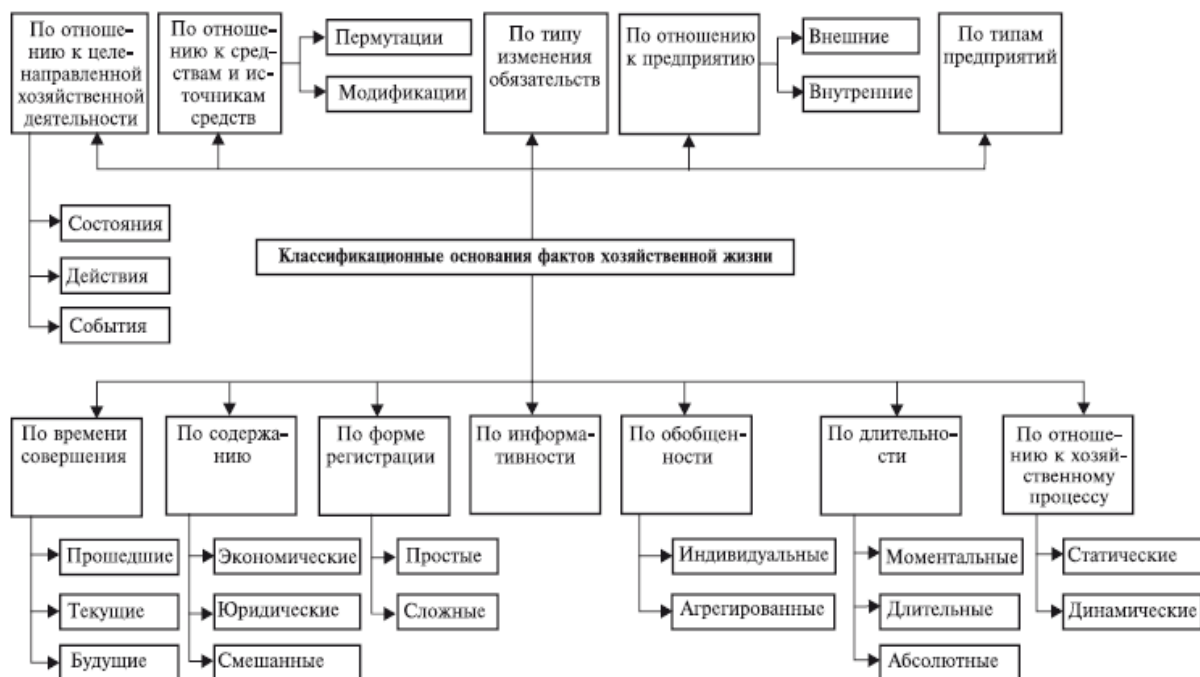 По отноше-
нию к целе-
направленной
хозяйственной
деятельности
По отно-
шению к сред-
ствам и ис-
точникам
средств
Пермутации
Модификации
По типу
изменения
обязательств
По отношению
к предприятию
Внешние
Внутренние
По типам
предприятий
Состояния
Действия
События
Классификационные основания фактов хозяйственной жизни
По времени
совершения
По содержа-
нию
По форме
регистрации
По информа-
тивности
По обобщен-
ности
По длительно-
сти
По отноше-
нию к хозяй-
ственному
процессу
Прошедшие
Текущие
Будущие
Экономические
Юридические
Смешанные
Простые
Сложные
Индивидуальные
Агрегированные
Моментальные
Длительные
Абсолютные
Статические
Динамические